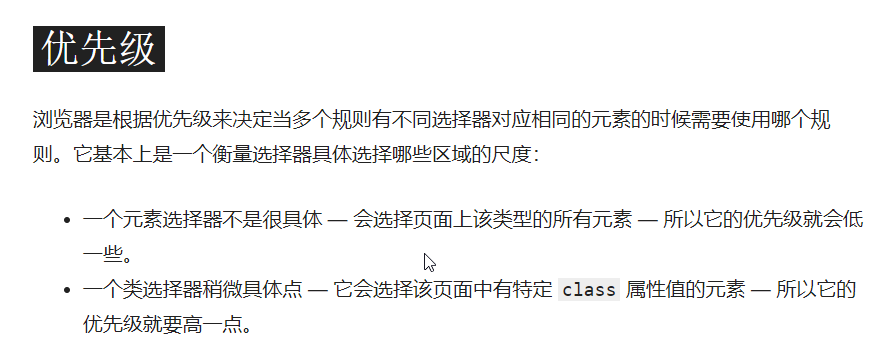 优先级
浏览器是根据优先级来决定当多个规则有不同选择器对应相同的元素的时候需要使用哪个规
则。它基本上是一个衡量选择器具体选择哪些区域的尺度：
• 一个元素选择器不是很具体 — 会选择页面上该类型的所有元素 — 所以它的优先级就会低
一些。
• 一个类选择器稍微具体点 — 它会选择该页面中有特定 class 属性值的元素 — 所以它的
优先级就要高一点。